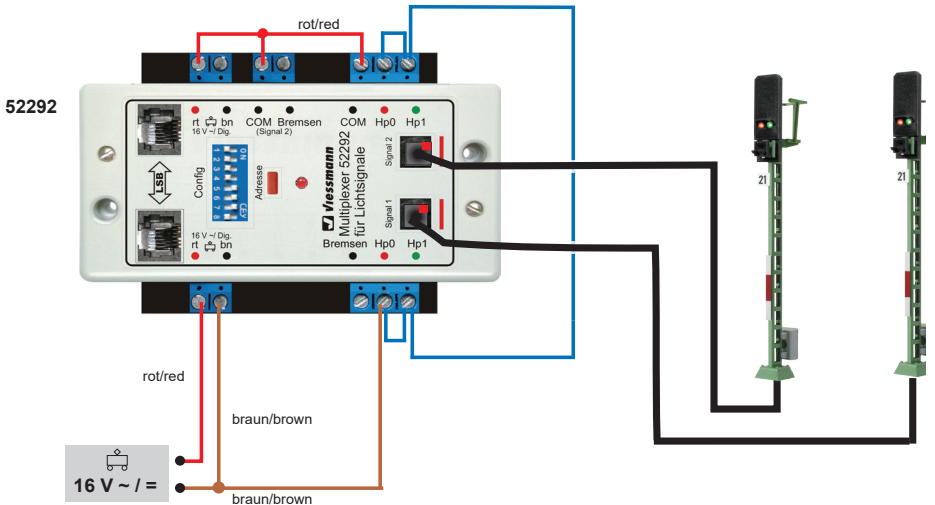 rot/red
52292
rt bn COM Bremsen COM Hp0 Hp1
16 V ~/ Dig. (Signal 2)
LSB
Config
ON
1 2 3 4 5 6 7 8
Adresse
viessmann
Multiplexer 52292
für Lichtsignale
Signal 2
Signal 1
16 V ~/ Dig.
rt bn Bremsen Hp0 Hp1
21
21
rot/red
braun/brown
16 V ~ / =
braun/brown